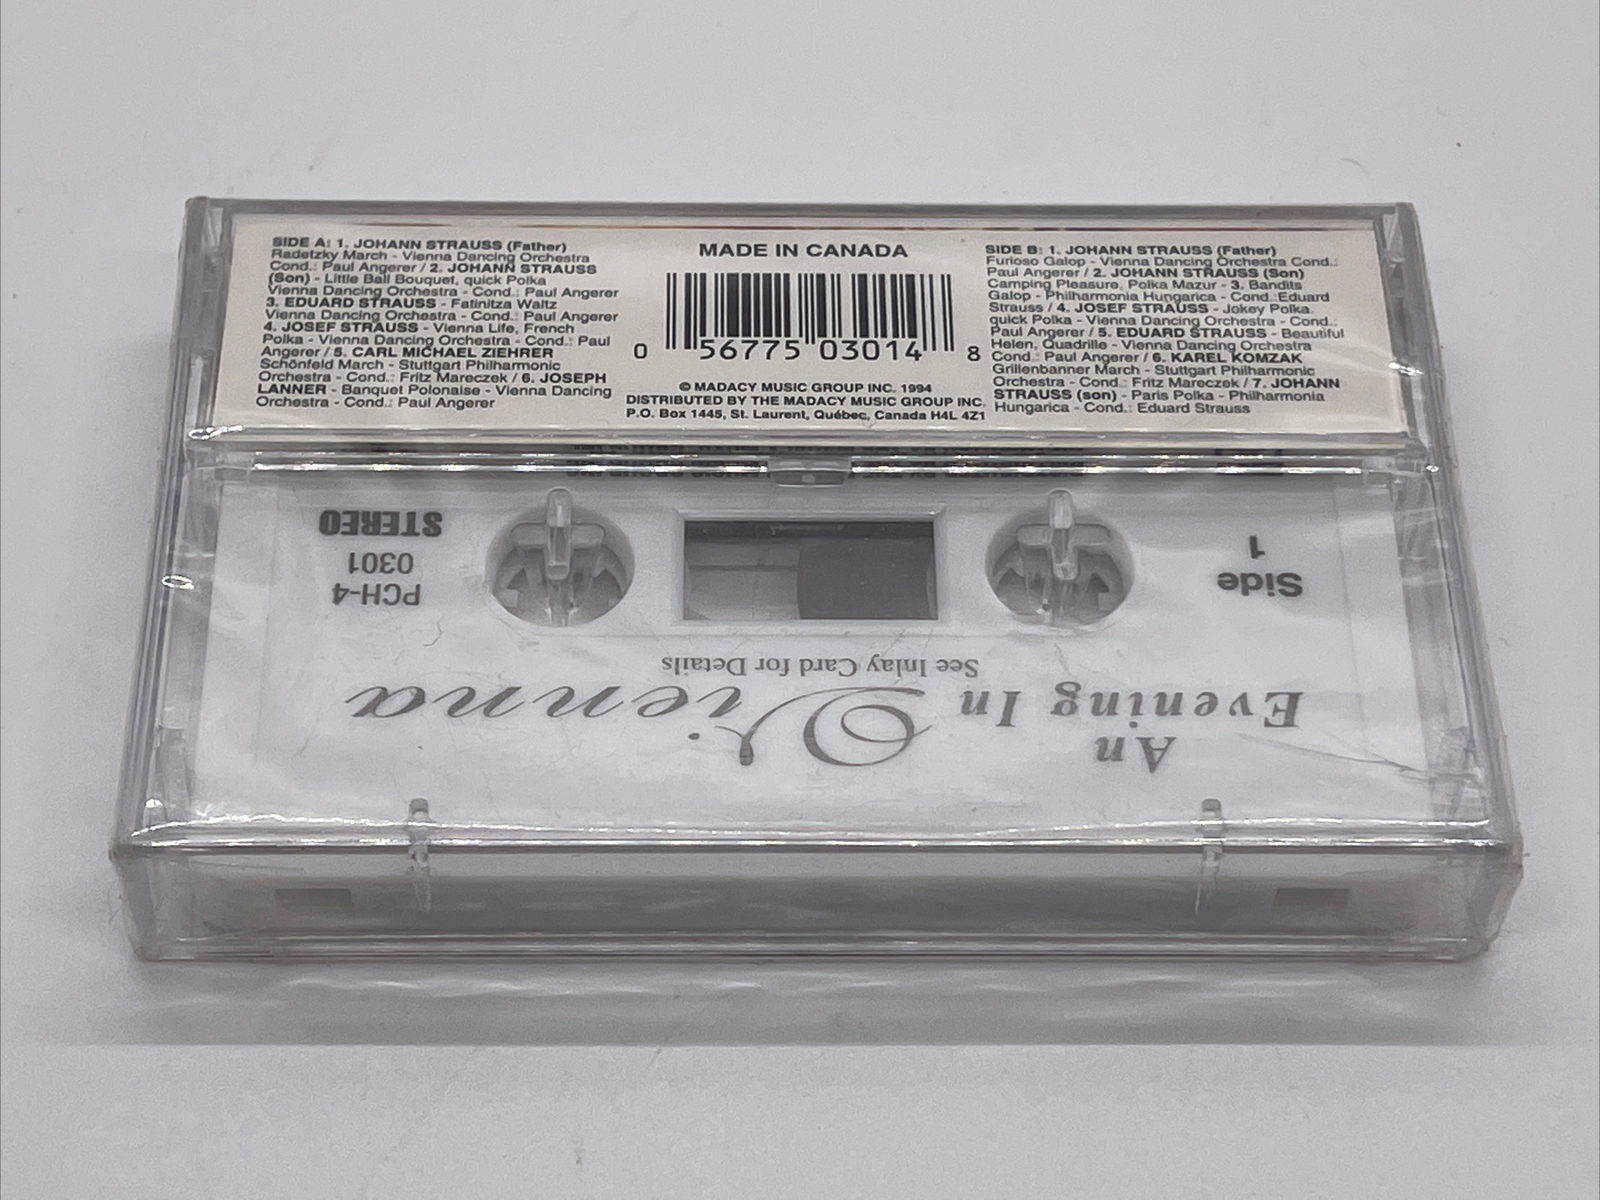 SIDE A: 1. JOHANN STRAUSS (Father)
Radetzky March - Vienna Dancing Orchestra
Cond.: Paul Angerer / 2. JOHANN STRAUSS
(Son) - Little Ball Bouquet, quick Polka
Vienna Dancing Orchestra - Cond.: Paul Angerer
3. EDUARD STRAUSS - Fatinitza Waltz
Vienna Dancing Orchestra - Cond.: Paul Angerer
4. JOSEF STRAUSS - Vienna Life, French
Polka - Vienna Dancing Orchestra - Cond.: Paul
Angerer / 5. CARL MICHAEL ZIEHRER
Schönfeld March - Stuttgart Philharmonic
Orchestra - Cond.: Fritz Mareczek / 6. JOSEPH
LANNER - Banquet Polonaise - Vienna Dancing
Orchestra - Cond.: Paul Angerer
MADE IN CANADA
0 56775 03014 8
© MADACY MUSIC GROUP INC. 1994
DISTRIBUTED BY THE MADACY MUSIC GROUP INC.
P.O. Box 1445, St. Laurent, Québec, Canada H4L 4Z1
SIDE B: 1. JOHANN STRAUSS (Father)
Furioso Galop - Vienna Dancing Orchestra Cond.:
Paul Angerer / 2. JOHANN STRAUSS (Son)
Camping Pleasure, Polka Mazur - 3. Bandits
Galop - Philharmonia Hungarica - Cond.:Eduard
Strauss / 4. JOSEF STRAUSS - Jokey Polka.
quick Polka - Vienna Dancing Orchestra - Cond.:
Paul Angerer / 5. EDUARD STRAUSS - Beautiful
Helen, Quadrille - Vienna Dancing Orchestra
Cond.: Paul Angerer / 6. KAREL KOMZAK
Grillenbanner March - Stuttgart Philharmonic
Orchestra - Cond.: Fritz Mareczek / 7. JOHANN
STRAUSS (son) - Paris Polka - Philharmonia
Hungarica - Cond.: Eduard Strauss
An
Evening In Vienna
See Inlay Card for Details
Side
1
PCH-4
0301
STEREO